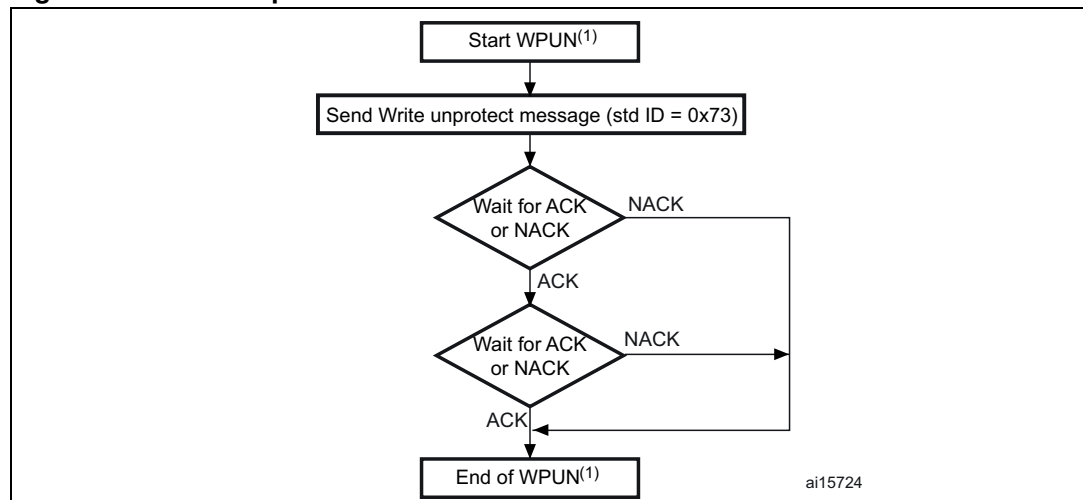 Start WPUN(1)
Send Write unprotect message (std ID = 0x73)
Wait for ACK
or NACK
NACK
ACK
Wait for ACK
or NACK
NACK
ACK
End of WPUN(1)
ai15724